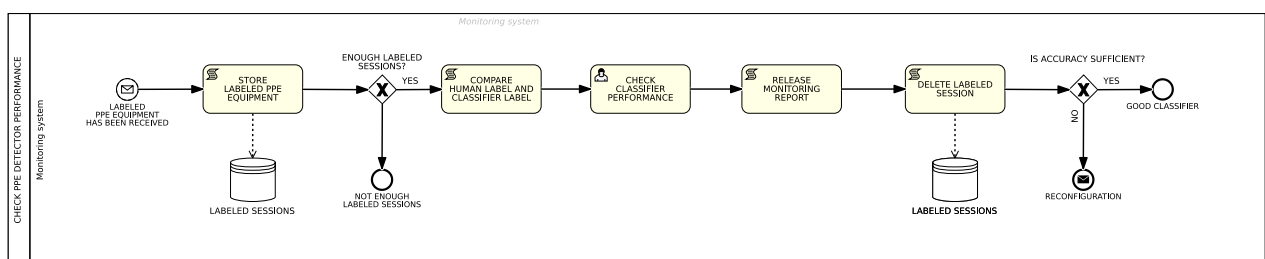 Monitoring system
CHECK PPE DETECTOR PERFORMANCE
Monitoring system
LABELED
PPE EQUIPMENT
HAS BEEN RECEIVED
STORE
LABELED PPE
EQUIPMENT
LABELED SESSIONS
ENOUGH LABELED
SESSIONS?
YES
NOT ENOUGH
LABELED SESSIONS
COMPARE
HUMAN LABEL AND
CLASSIFIER LABEL
CHECK
CLASSIFIER
PERFORMANCE
RELEASE
MONITORING
REPORT
DELETE LABELED
SESSION
LABELED SESSIONS
IS ACCURACY SUFFICIENT?
YES
GOOD CLASSIFIER
NO
RECONFIGURATION